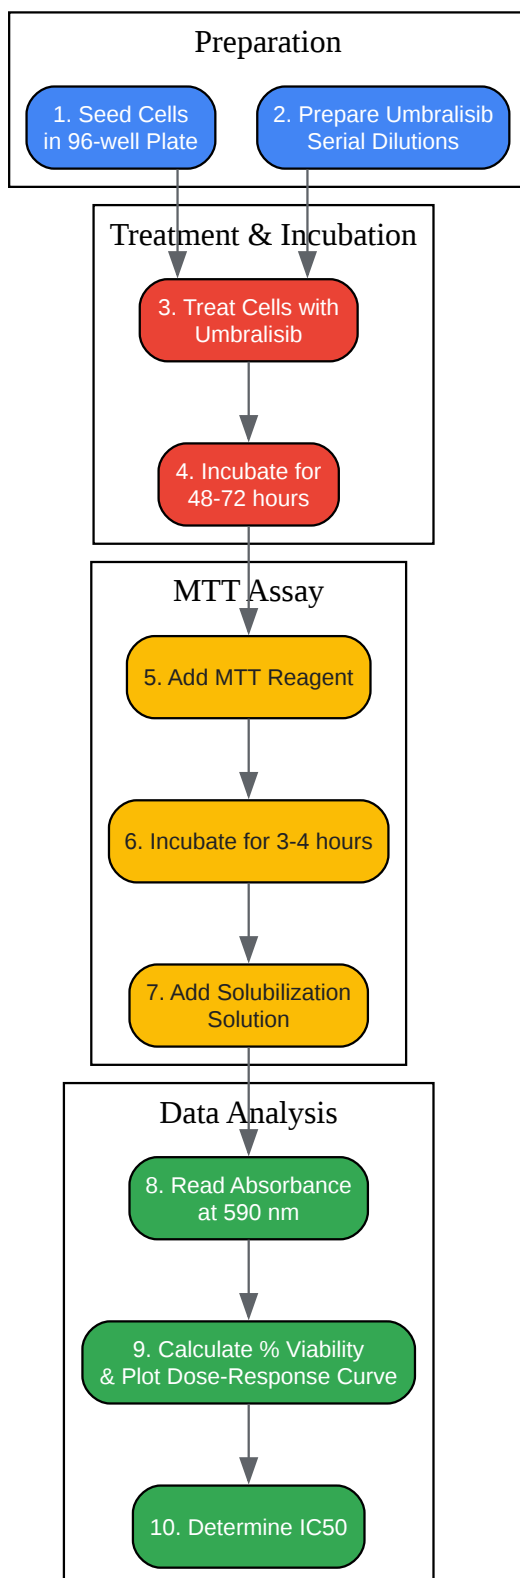 Preparation
1. Seed Cells
in 96-well Plate
2. Prepare Umbralisib
Serial Dilutions
Treatment & Incubation
3. Treat Cells with
Umbralisib
4. Incubate for
48-72 hours
MTT Assay
5. Add MTT Reagent
6. Incubate for 3-4 hours
7. Add Solubilization
Solution
Data Analysis
8. Read Absorbance
at 590 nm
9. Calculate % Viability
& Plot Dose-Response Curve
10. Determine IC50